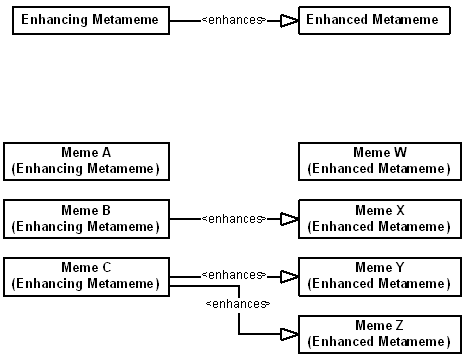 Enhancing Metameme
<enhances>
Enhanced Metameme
Meme A
(Enhancing Metameme)
Meme W
(Enhanced Metameme)
Meme B
(Enhancing Metameme)
<enhances>
Meme X
(Enhanced Metameme)
Meme C
(Enhancing Metameme)
<enhances>
Meme Y
(Enhanced Metameme)
<enhances>
Meme Z
(Enhanced Metameme)